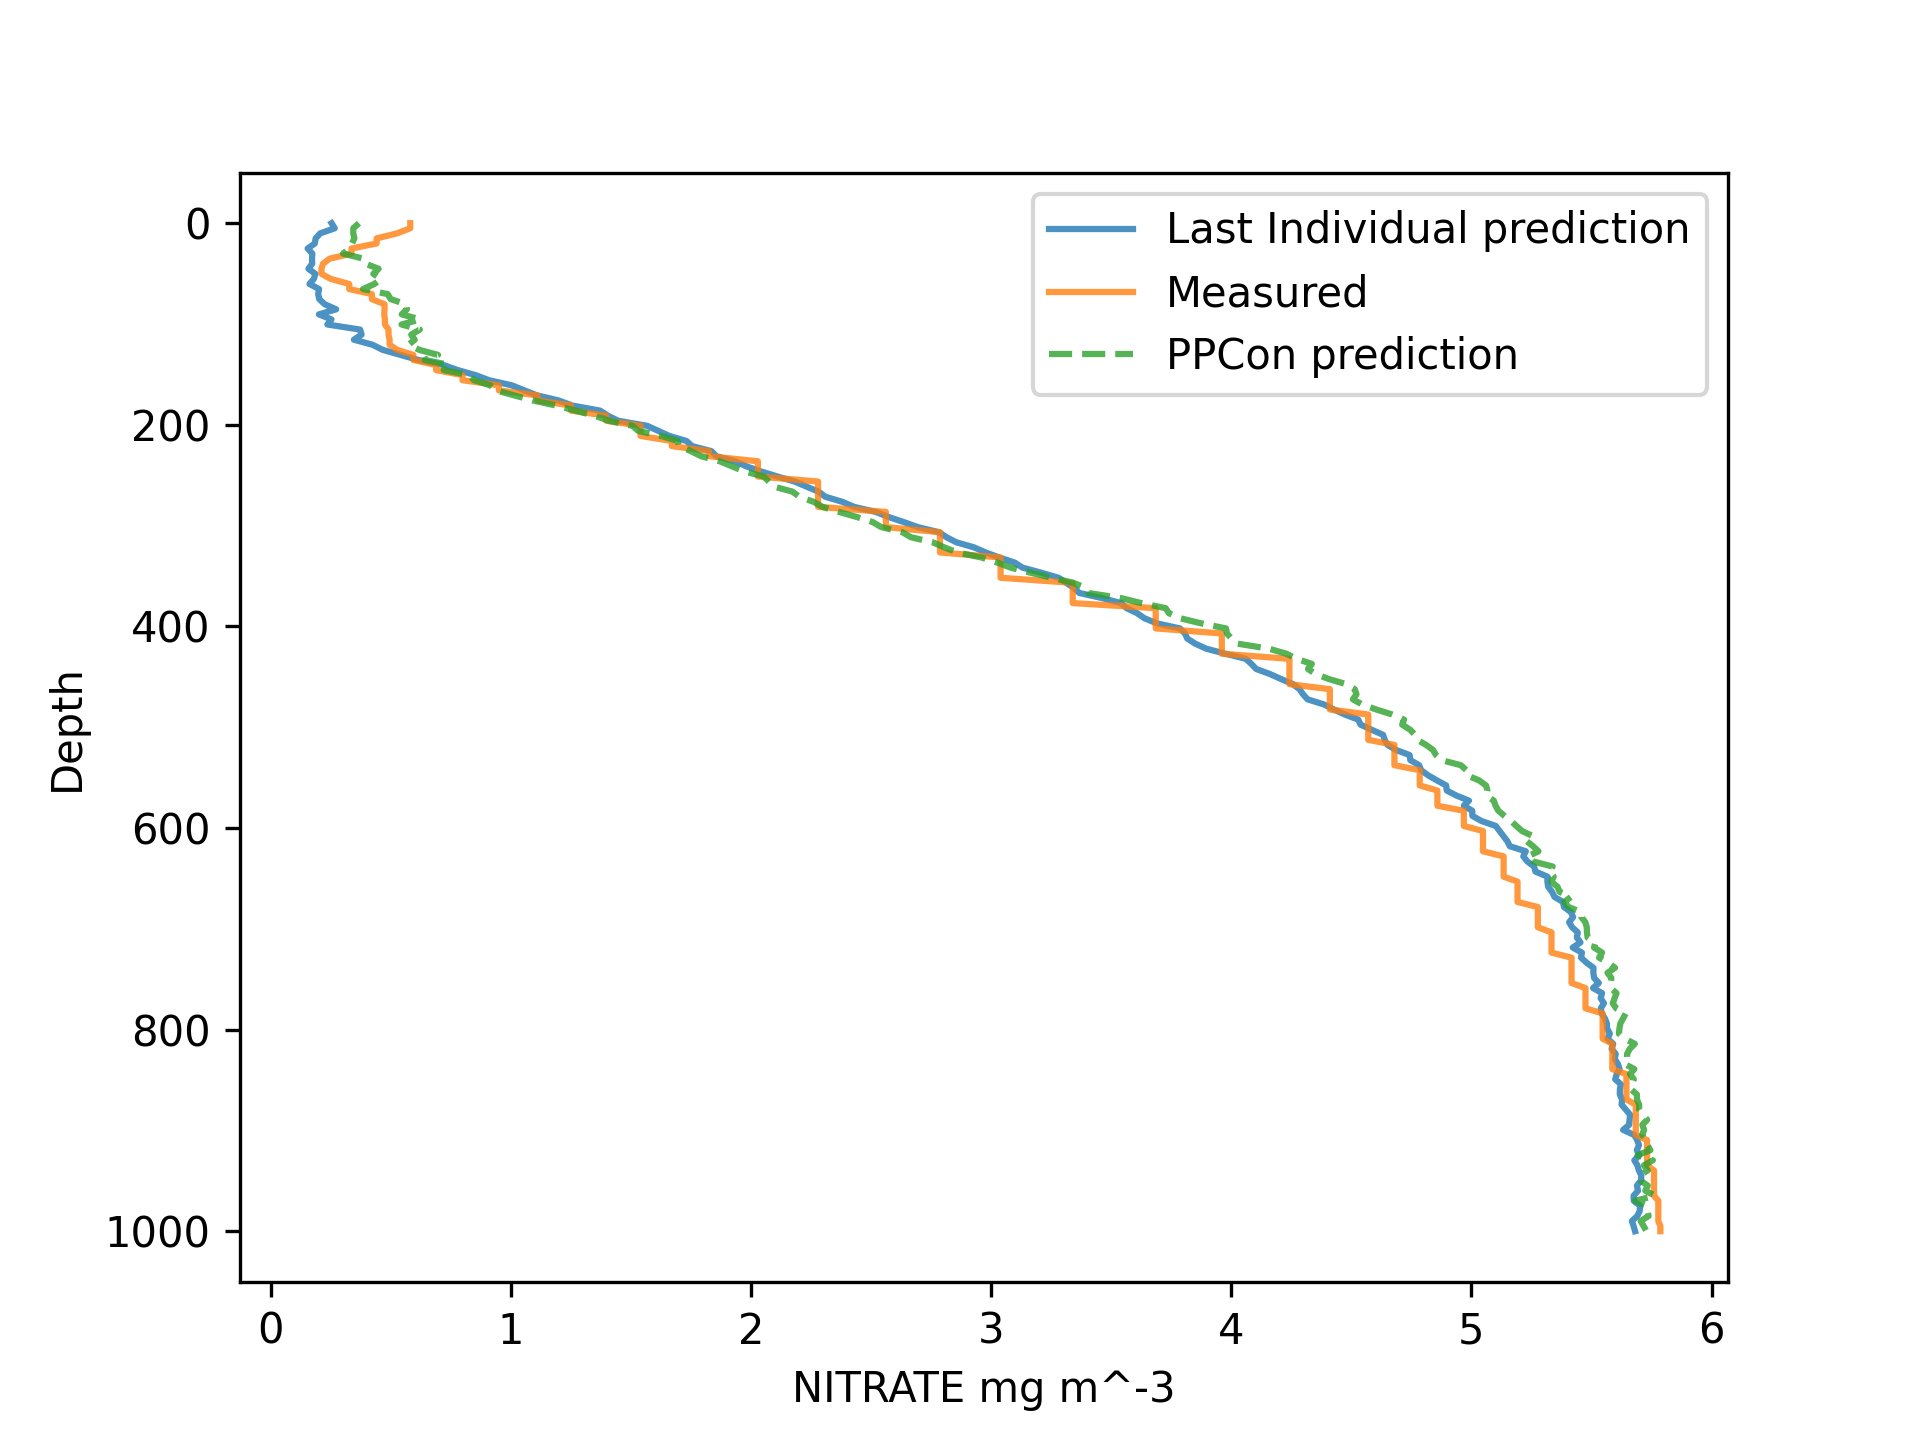 Last Individual prediction
Measured
PPCon prediction
0
200
400
600
800
1000
Depth
0 1 2 3 4 5 6
NITRATE mg m^-3